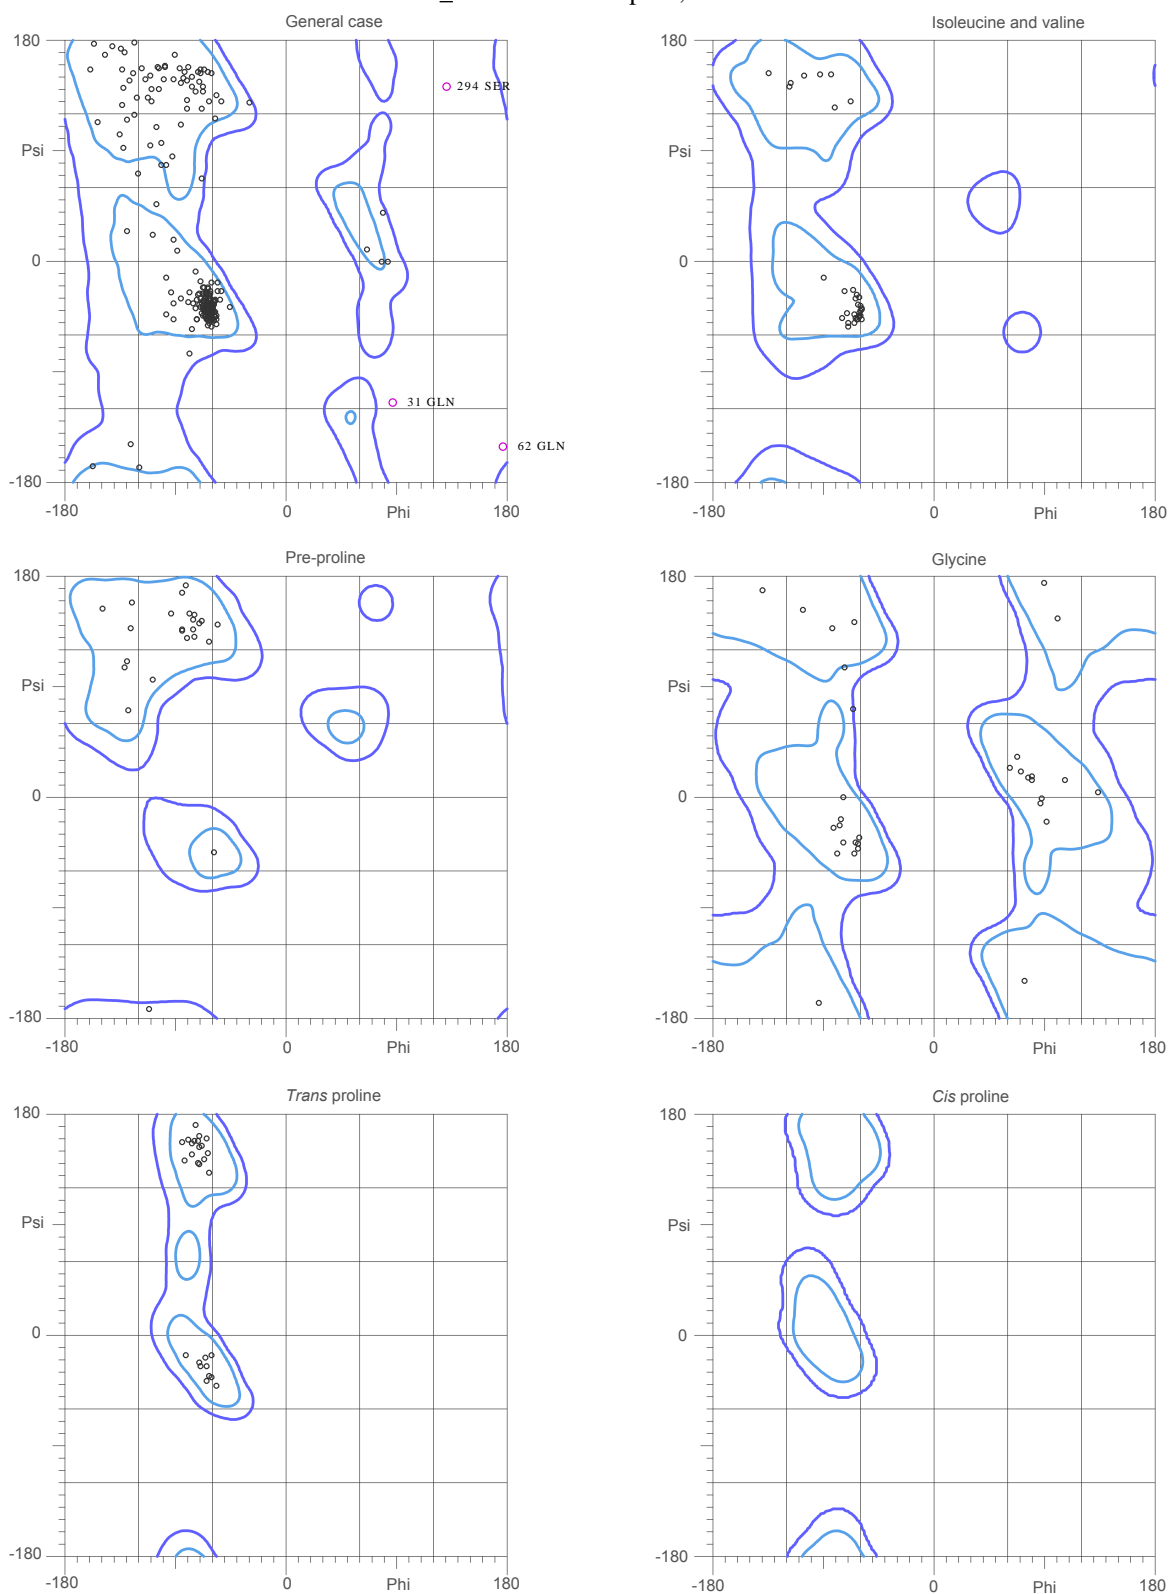 General case
Isoleucine and valine
180
294 SER
180
Psi
Psi
0
0
31 GLN
62 GLN
-180
-180
-180
0
Phi
180
-180
0
Phi
180
Pre-proline
Glycine
180
180
Psi
Psi
0
0
-180
-180
-180
0
Phi
180
-180
0
Phi
180
Trans proline
Cis proline
180
180
Psi
Psi
0
0
-180
-180
-180
0
Phi
180
-180
0
Phi
180